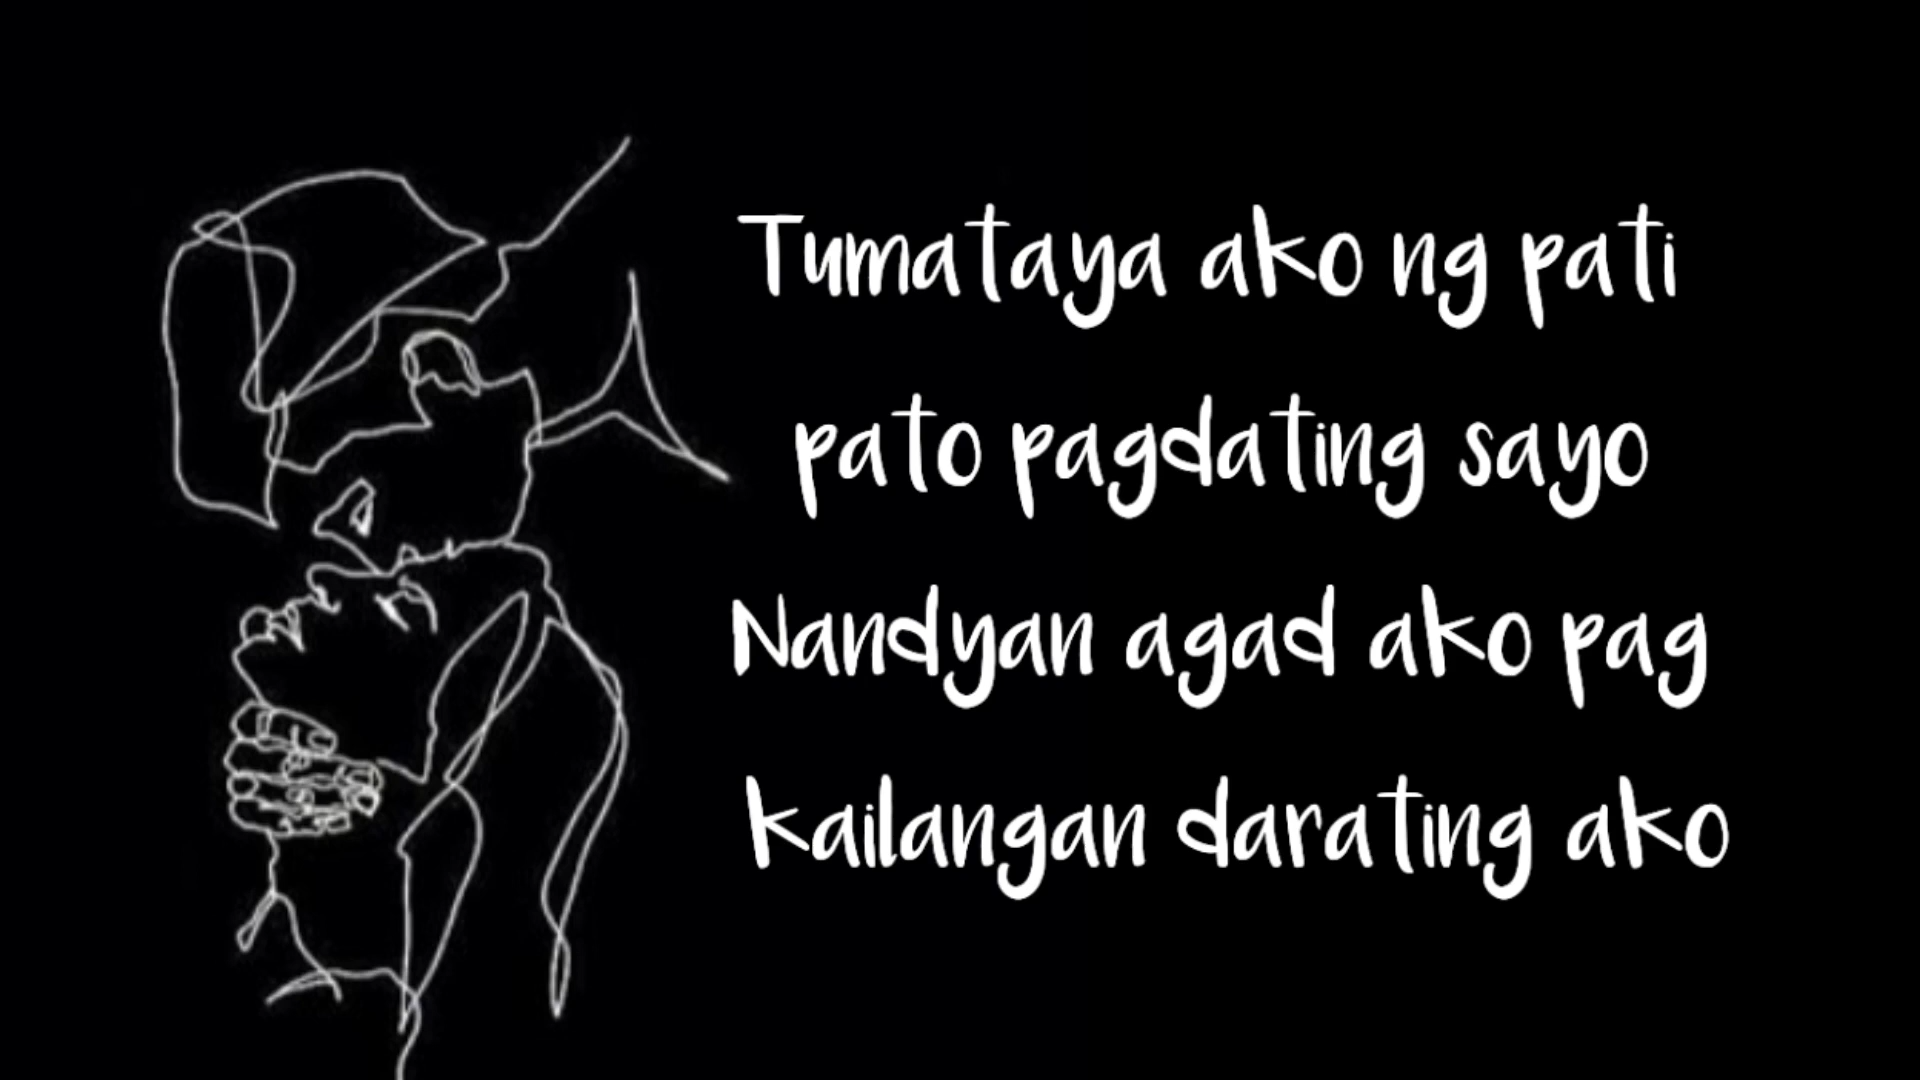 Tumataya ako ng pati
pato pagdating sayo
Nandyan agad ako pag
kailangan darating ako